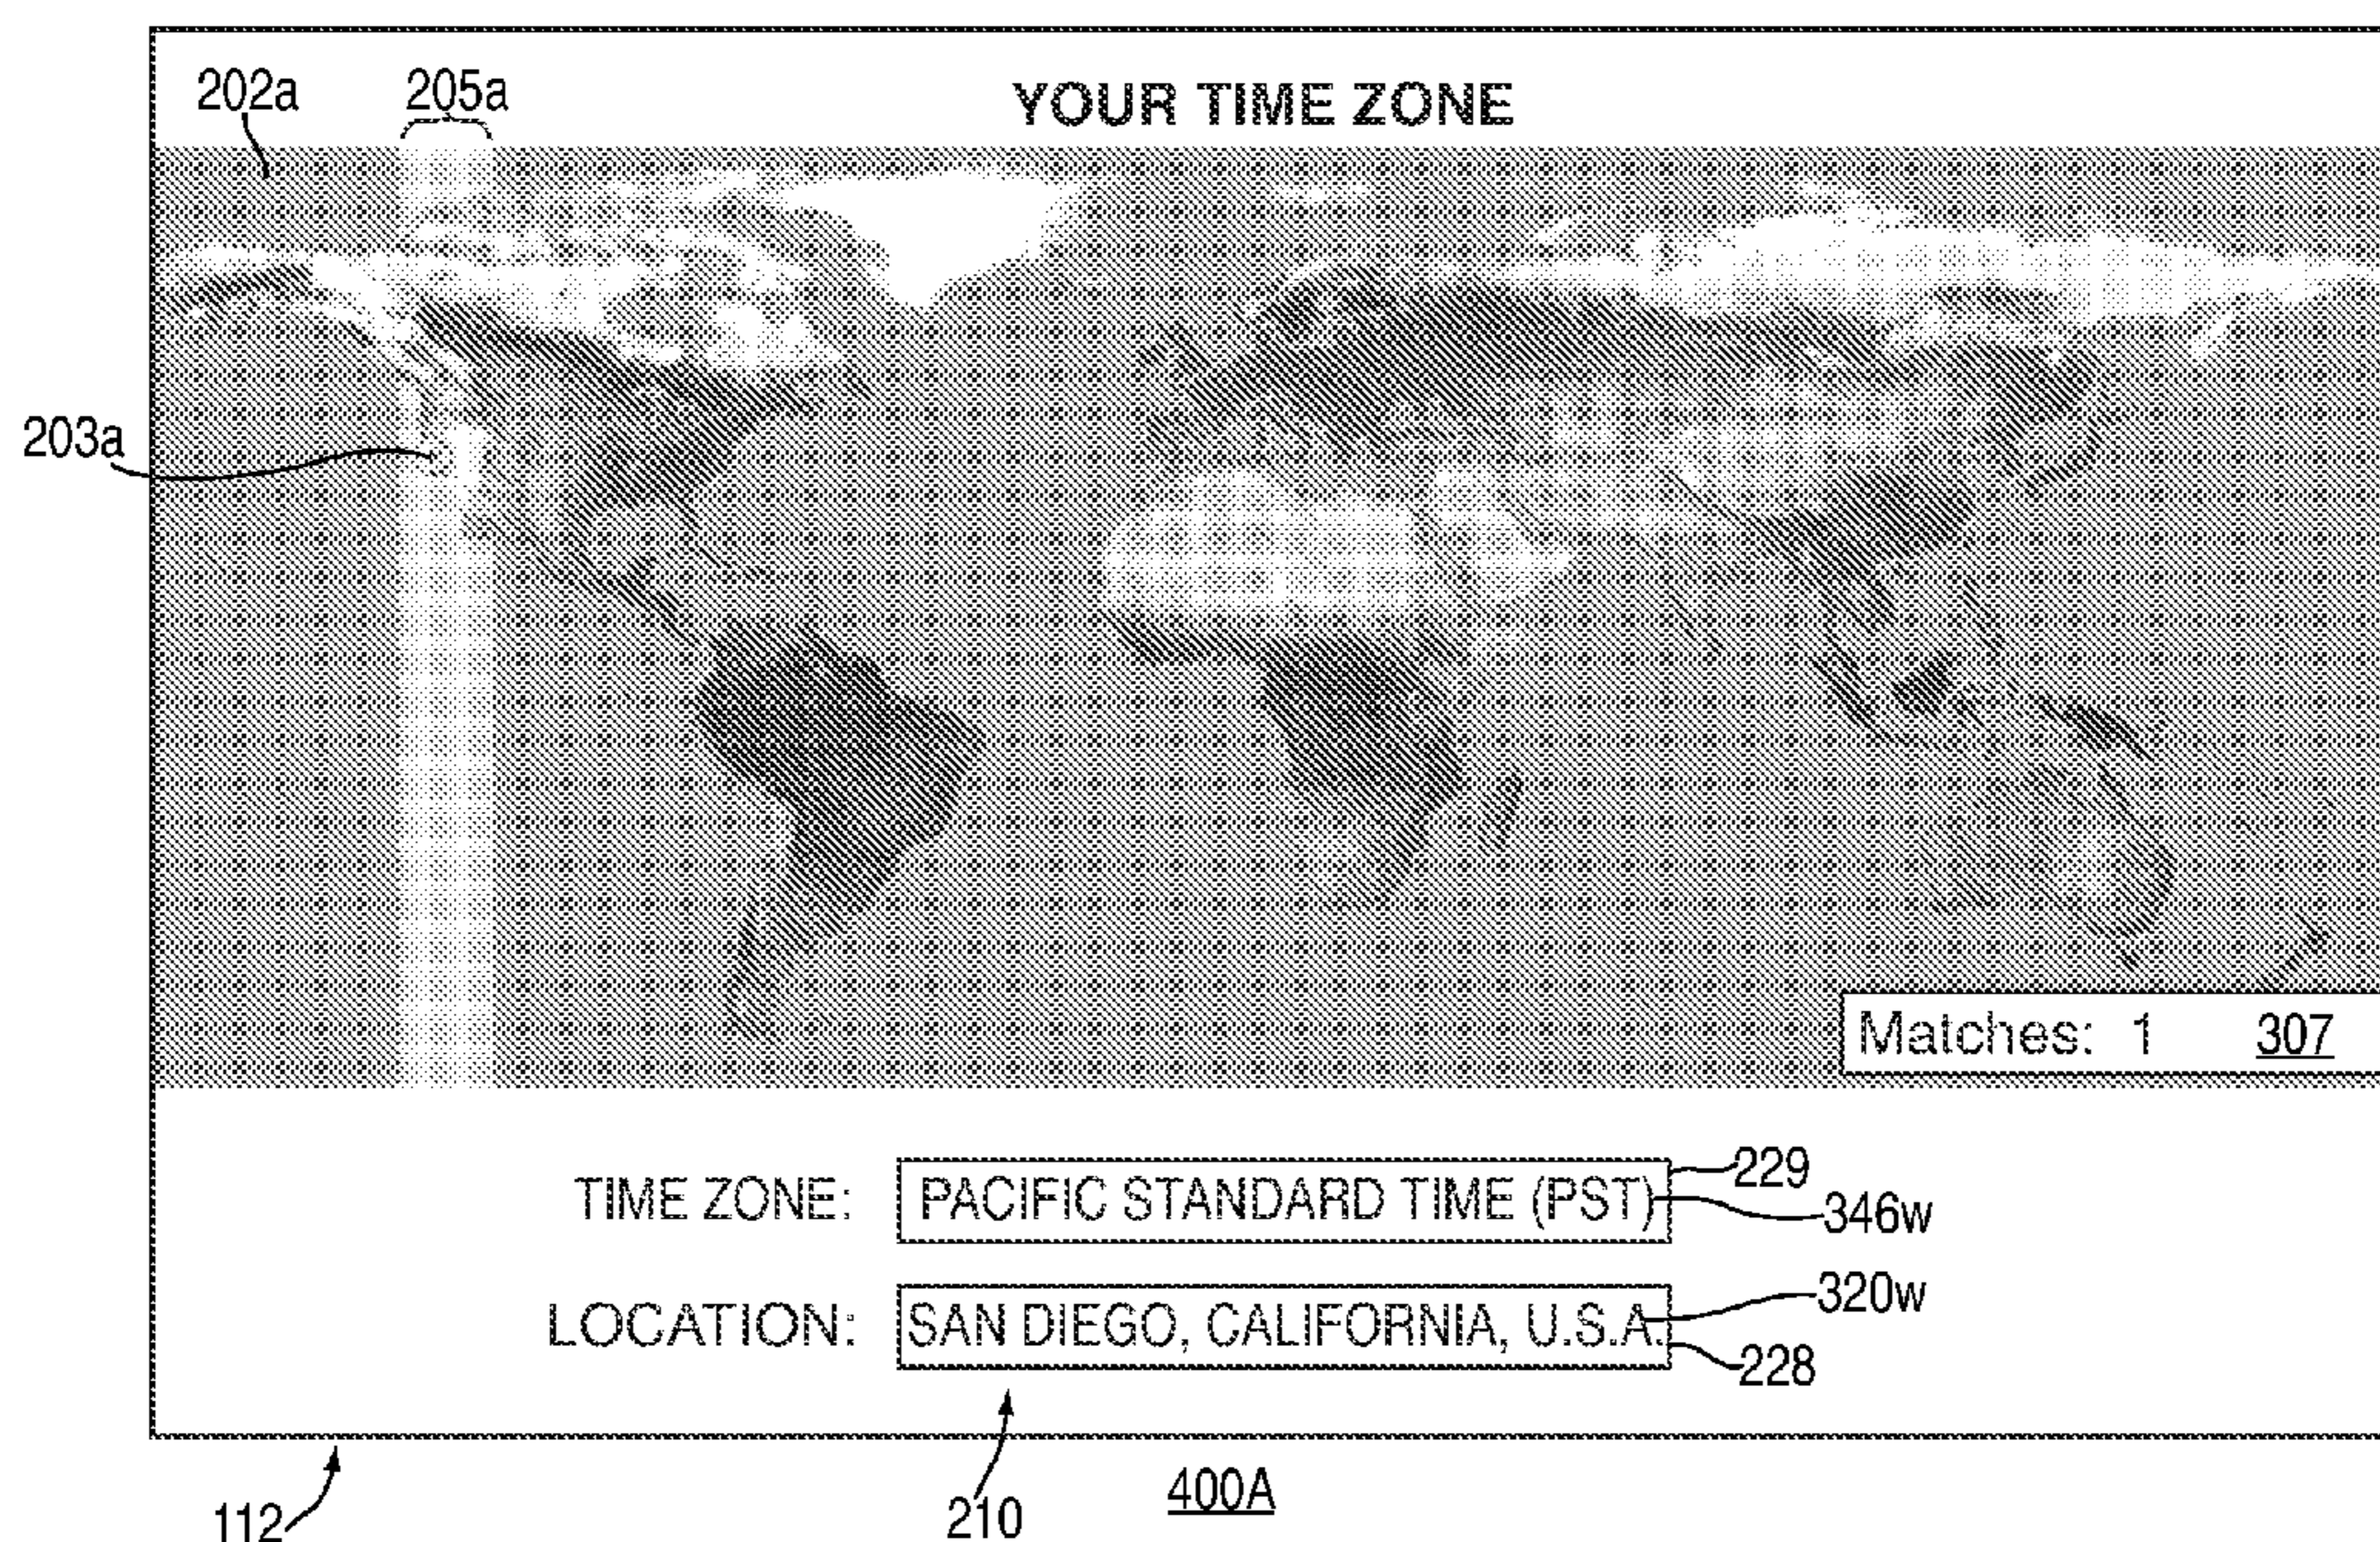 202a
205a
YOUR TIME ZONE
203a
Matches: 1 307
TIME ZONE: PACIFIC STANDARD TIME (PST)
229
346w
LOCATION: SAN DIEGO, CALIFORNIA, U.S.A.
320w
228
112
210
400A